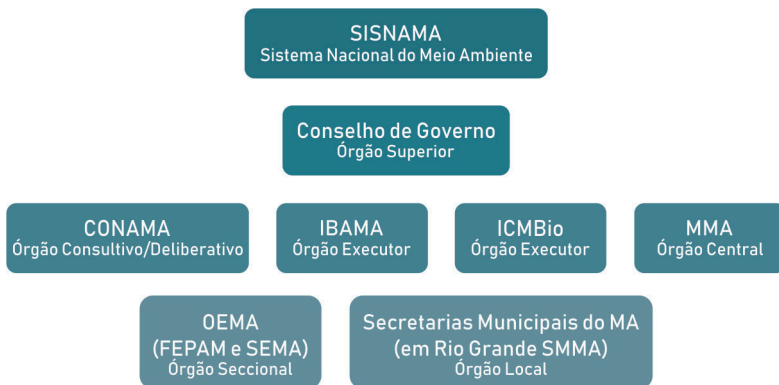 SISNAMA
Sistema Nacional do Meio Ambiente
Conselho de Governo
Órgão Superior
CONAMA
Órgão Consultivo/Deliberativo
IBAMA
Órgão Executor
ICMBio
Órgão Executor
MMA
Órgão Central
OEMA
(FEPAM e SEMA)
Órgão Seccional
Secretarias Municipais do MA
(em Rio Grande SMMA)
Órgão Local